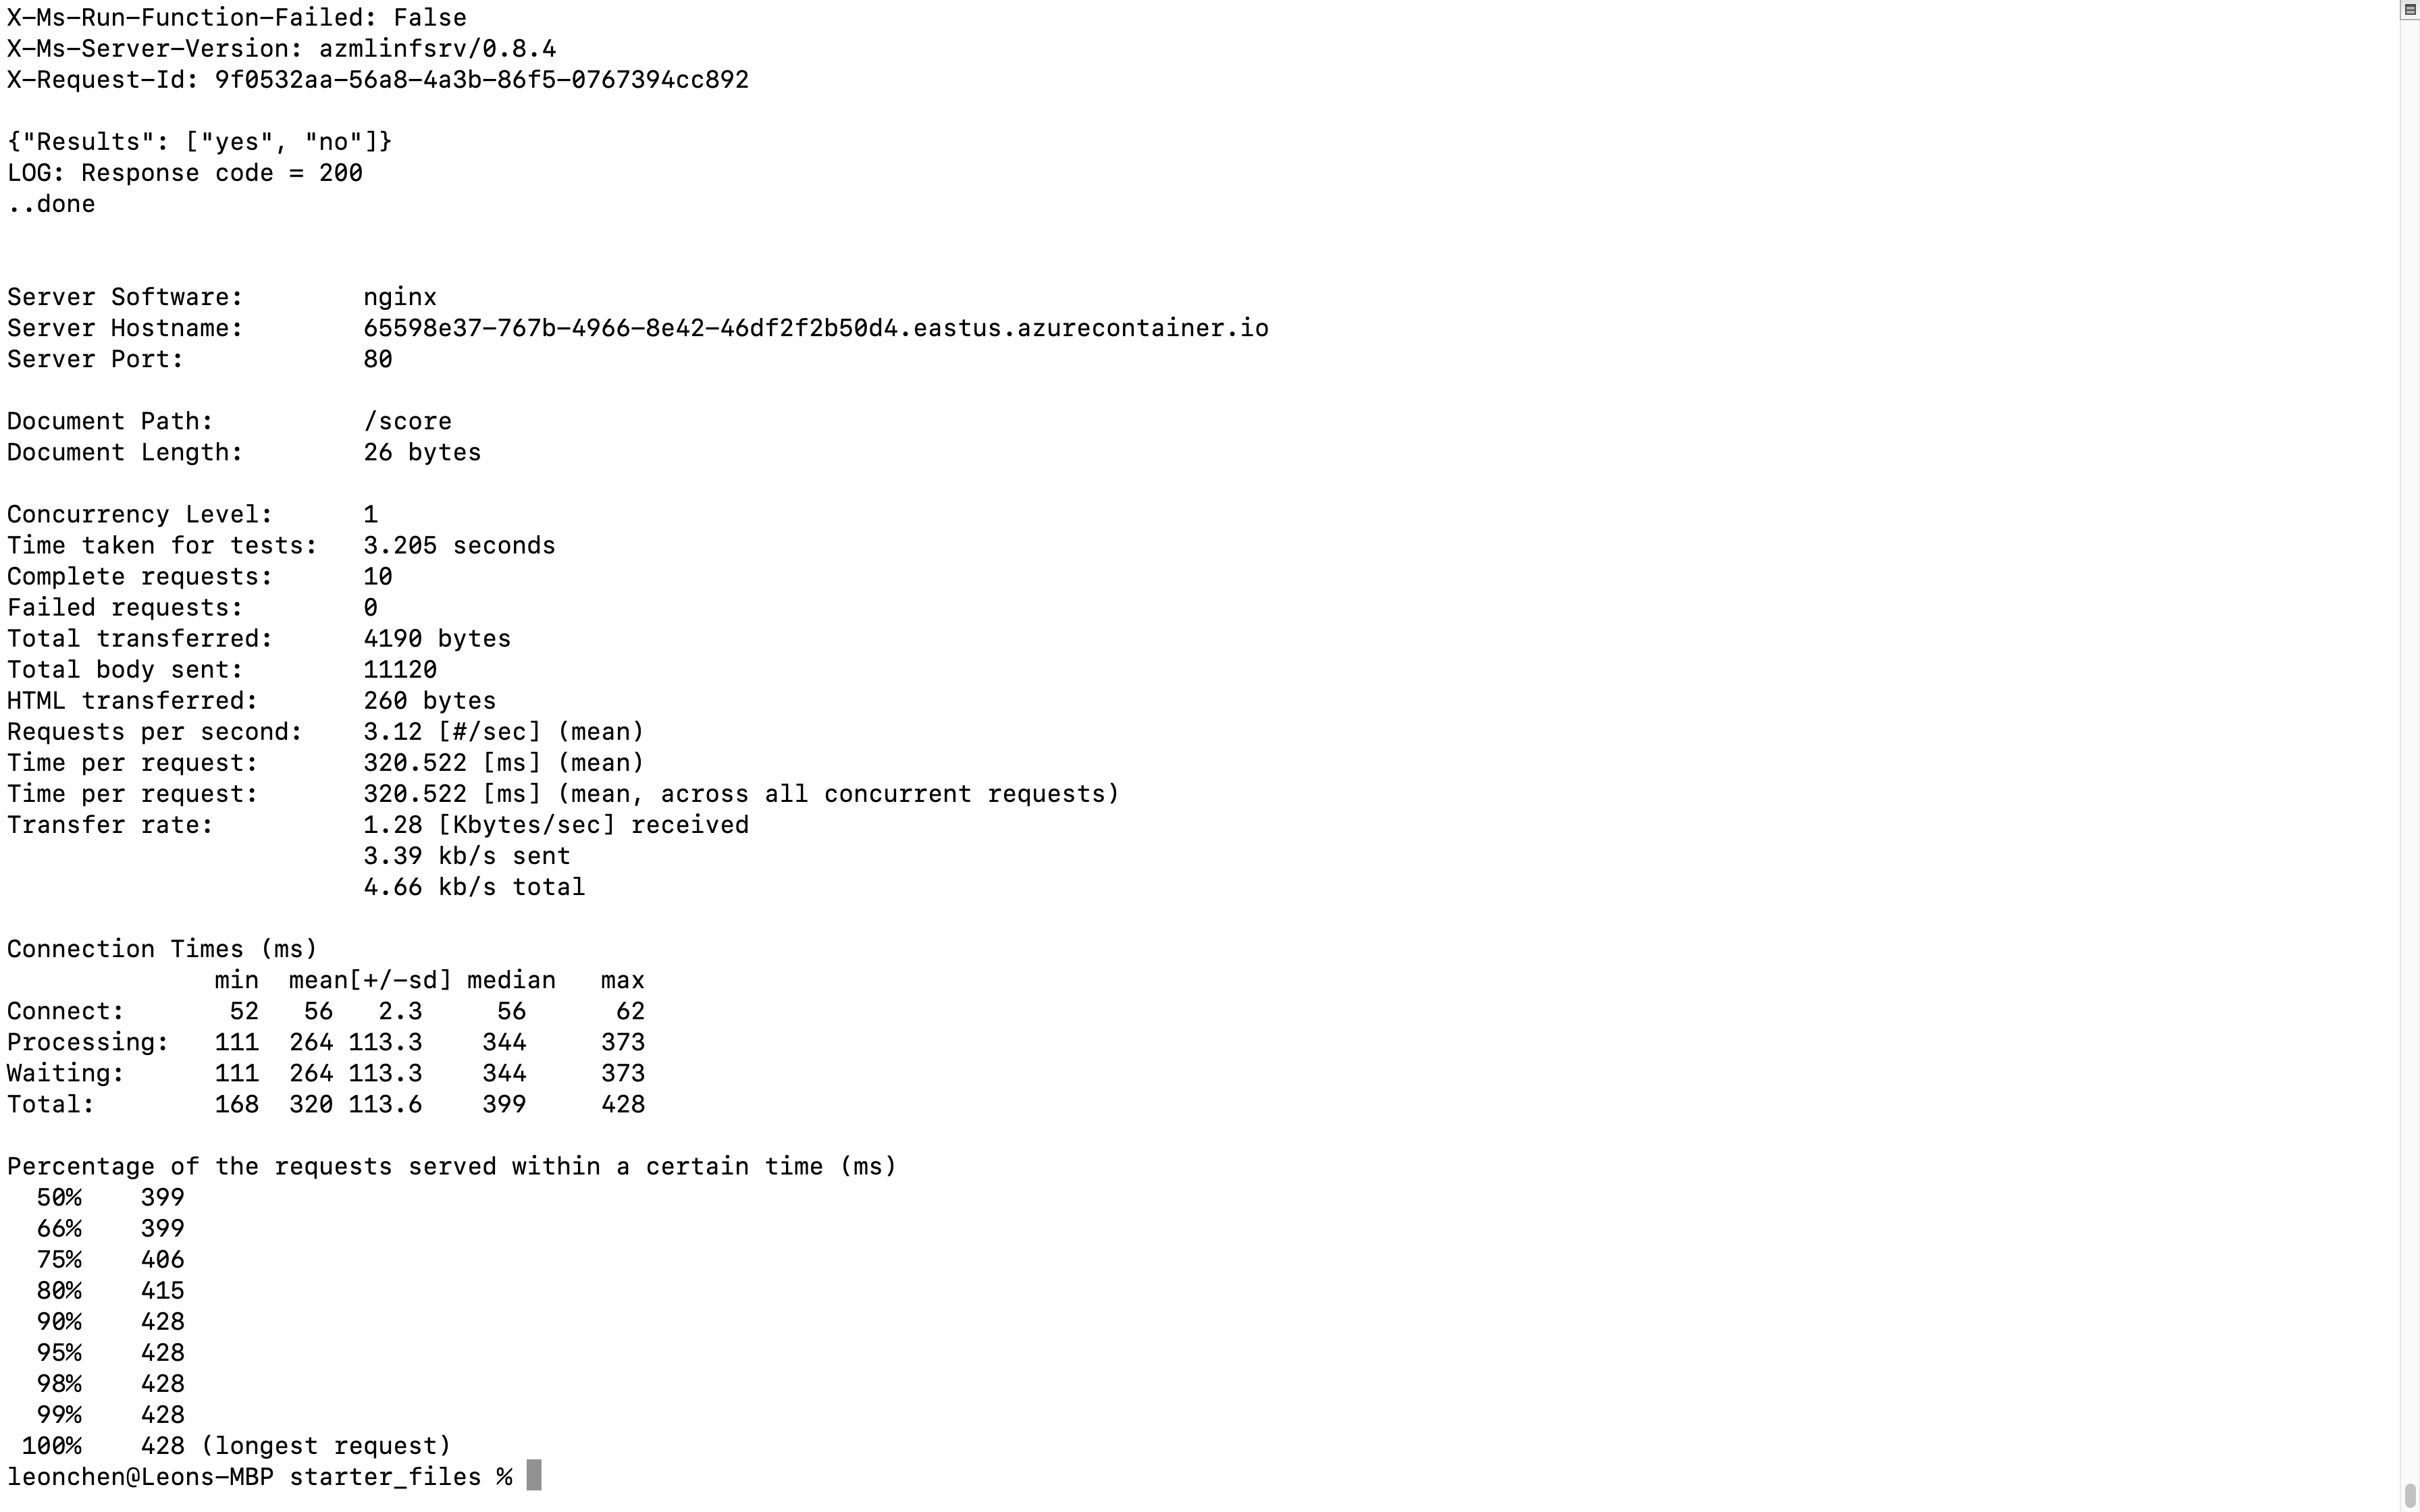 X-Ms-Run-Function-Failed: False
X-Ms-Server-Version: azmlinfsrv/0.8.4
X-Request-Id: 9f0532aa-56a8-4a3b-86f5-0767394cc892
{"Results": ["yes", "no"]}
LOG: Response code = 200
..done
Server Software:        nginx
Server Hostname:        65598e37-767b-4966-8e42-46df2f2b50d4.eastus.azurecontainer.io
Server Port:            80
Document Path:          /score
Document Length:        26 bytes
Concurrency Level:      1
Time taken for tests:   3.205 seconds
Complete requests:      10
Failed requests:        0
Total transferred:      4190 bytes
Total body sent:        11120
HTML transferred:       260 bytes
Requests per second:    3.12 [#/sec] (mean)
Time per request:       320.522 [ms] (mean)
Time per request:       320.522 [ms] (mean, across all concurrent requests)
Transfer rate:          1.28 [Kbytes/sec] received
                        3.39 kb/s sent
                        4.66 kb/s total
Connection Times (ms)
              min  mean[+/-sd] median   max
Connect:       52   56   2.3     56      62
Processing:   111  264 113.3    344     373
Waiting:      111  264 113.3    344     373
Total:        168  320 113.6    399     428
Percentage of the requests served within a certain time (ms)
  50%    399
  66%    399
  75%    406
  80%    415
  90%    428
  95%    428
  98%    428
  99%    428
 100%    428 (longest request)
leonchen@Leons-MBP starter_files %